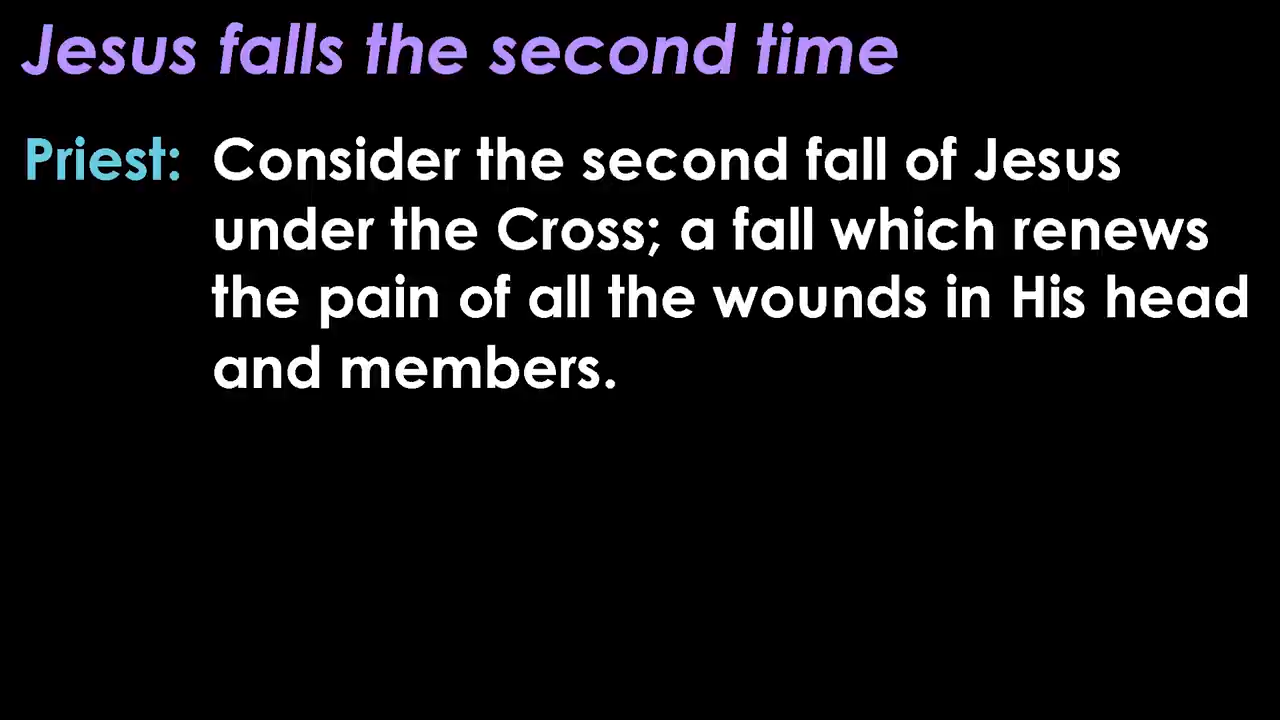 Jesus falls the second time
Priest: Consider the second fall of Jesus
under the Cross; a fall which renews
the pain of all the wounds in His head
and members.